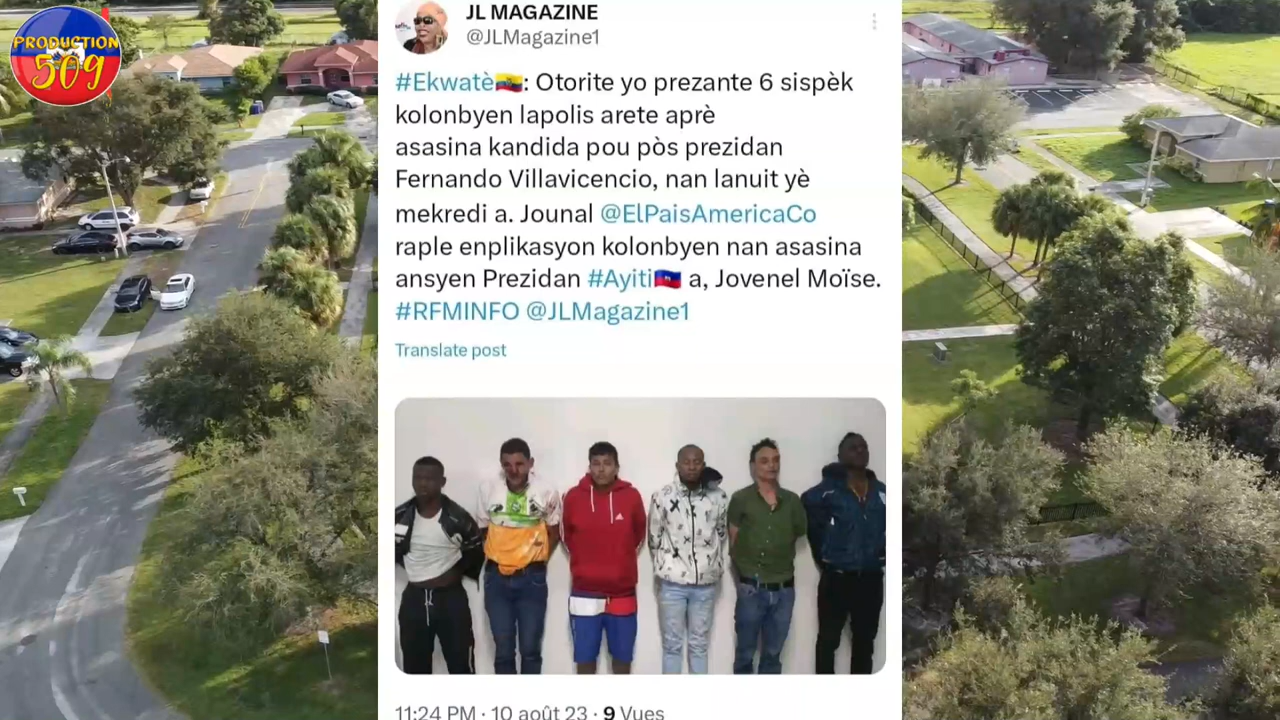 PRODUCTION
509
JL MAGAZINE
@JLMagazine1
#Ekwatè🇪🇨: Otorite yo prezante 6 sispèk
kolonbyen lapolis arete aprè
asasina kandida pou pòs prezidan
Fernando Villavicencio, nan lanuit yè
mekredi a. Jounal @ElPaisAmericaCo
raple enplikasyon kolonbyen nan asasina
ansyen Prezidan #Ayiti🇭🇹 a, Jovenel Moïse.
#RFMINFO @JLMagazine1
Translate post
11:24 PM · 10 août 23 · 9 Vues